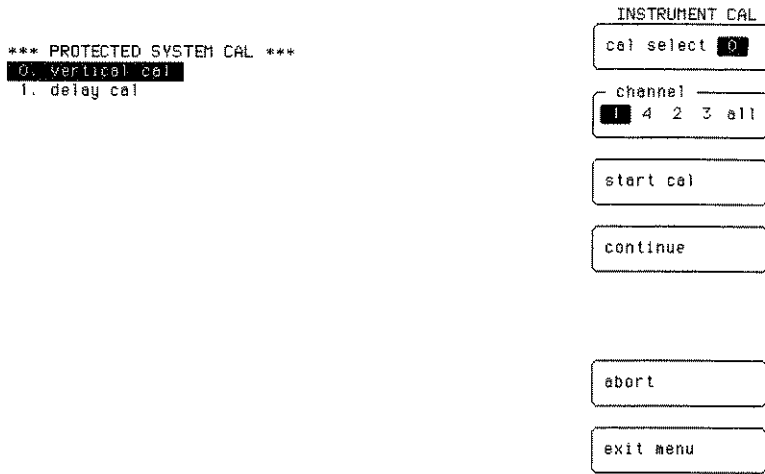 INSTRUMENT CAL
*** PROTECTED SYSTEM CAL ***
0. vertical cal
1. delay cal
cal select 0
channel
1 4 2 3 all
start cal
continue
abort
exit menu